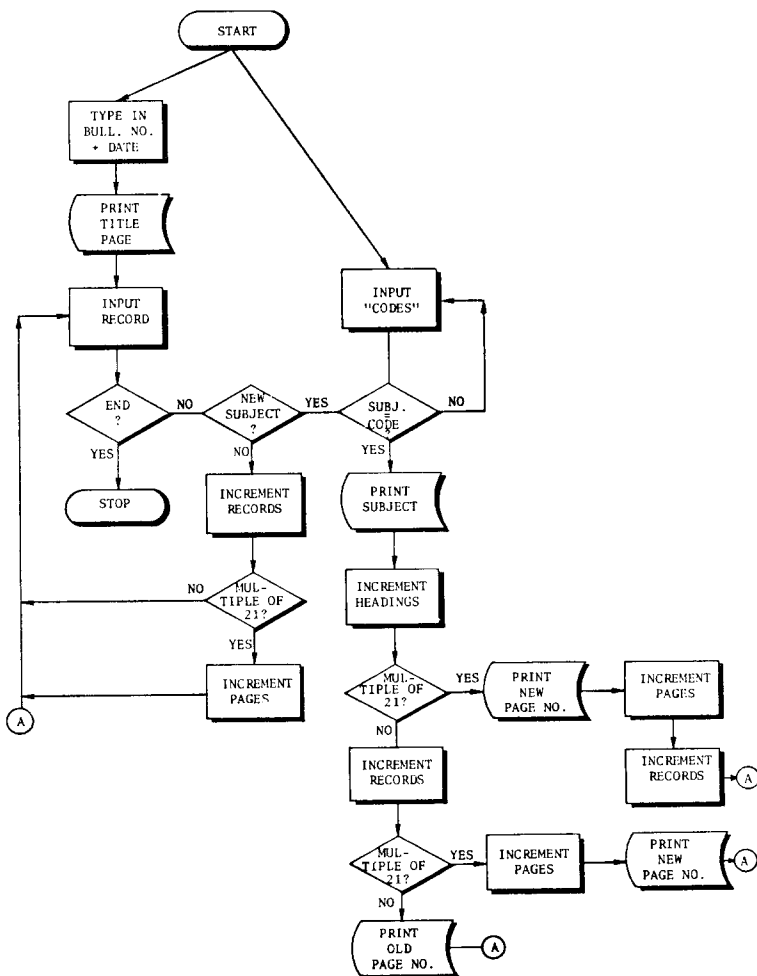 START
TYPE IN
BULL. NO.
+ DATE
PRINT
TITLE
PAGE
INPUT
RECORD
INPUT
"CODES"
END
?
NO
NEW
SUBJECT
?
YES
SUBJ.
=
CODE
?
NO
YES
STOP
NO
INCREMENT
RECORDS
YES
PRINT
SUBJECT
NO
MUL-
TIPLE OF
21?
YES
INCREMENT
PAGES
A
INCREMENT
HEADINGS
MUL-
TIPLE OF
21?
YES
PRINT
NEW
PAGE NO.
INCREMENT
PAGES
NO
INCREMENT
RECORDS
INCREMENT
RECORDS
A
MUL-
TIPLE OF
21?
YES
INCREMENT
PAGES
PRINT
NEW
PAGE NO.
A
NO
PRINT
OLD
PAGE NO.
A